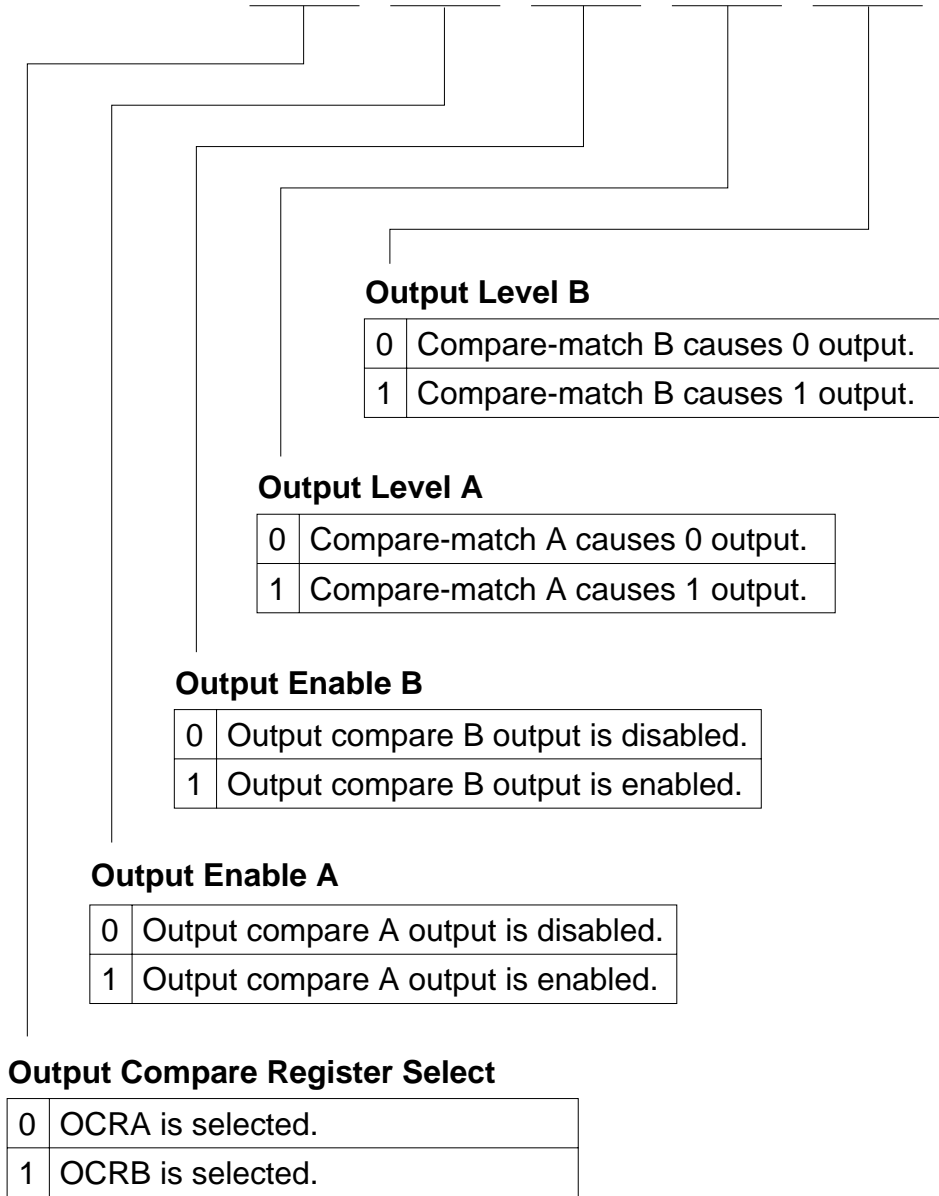 Output Level B
0 Compare-match B causes 0 output.
1 Compare-match B causes 1 output.
Output Level A
0 Compare-match A causes 0 output.
1 Compare-match A causes 1 output.
Output Enable B
0 Output compare B output is disabled.
1 Output compare B output is enabled.
Output Enable A
0 Output compare A output is disabled.
1 Output compare A output is enabled.
Output Compare Register Select
0 OCRA is selected.
1 OCRB is selected.